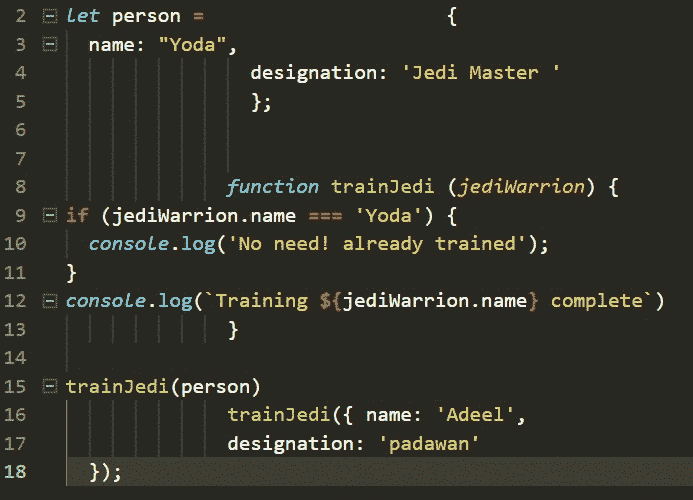 2 let person =                     {
3   name: "Yoda",
4                 designation: 'Jedi Master '
5                 };
6
7
8               function trainJedi (jediWarrion) {
9 if (jediWarrion.name === 'Yoda') {
10   console.log('No need! already trained');
11 }
12 console.log(`Training ${jediWarrion.name} complete`)
13               }
14
15 trainJedi(person)
16               trainJedi({ name: 'Adeel',
17               designation: 'padawan'
18   });